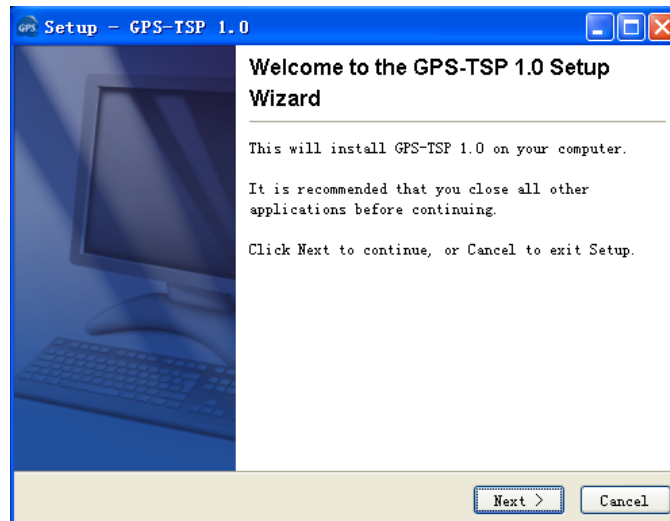 GPS Setup - GPS-TSP 1.0
Welcome to the GPS-TSP 1.0 Setup
Wizard
This will install GPS-TSP 1.0 on your computer.
It is recommended that you close all other
applications before continuing.
Click Next to continue, or Cancel to exit Setup.
Next > Cancel